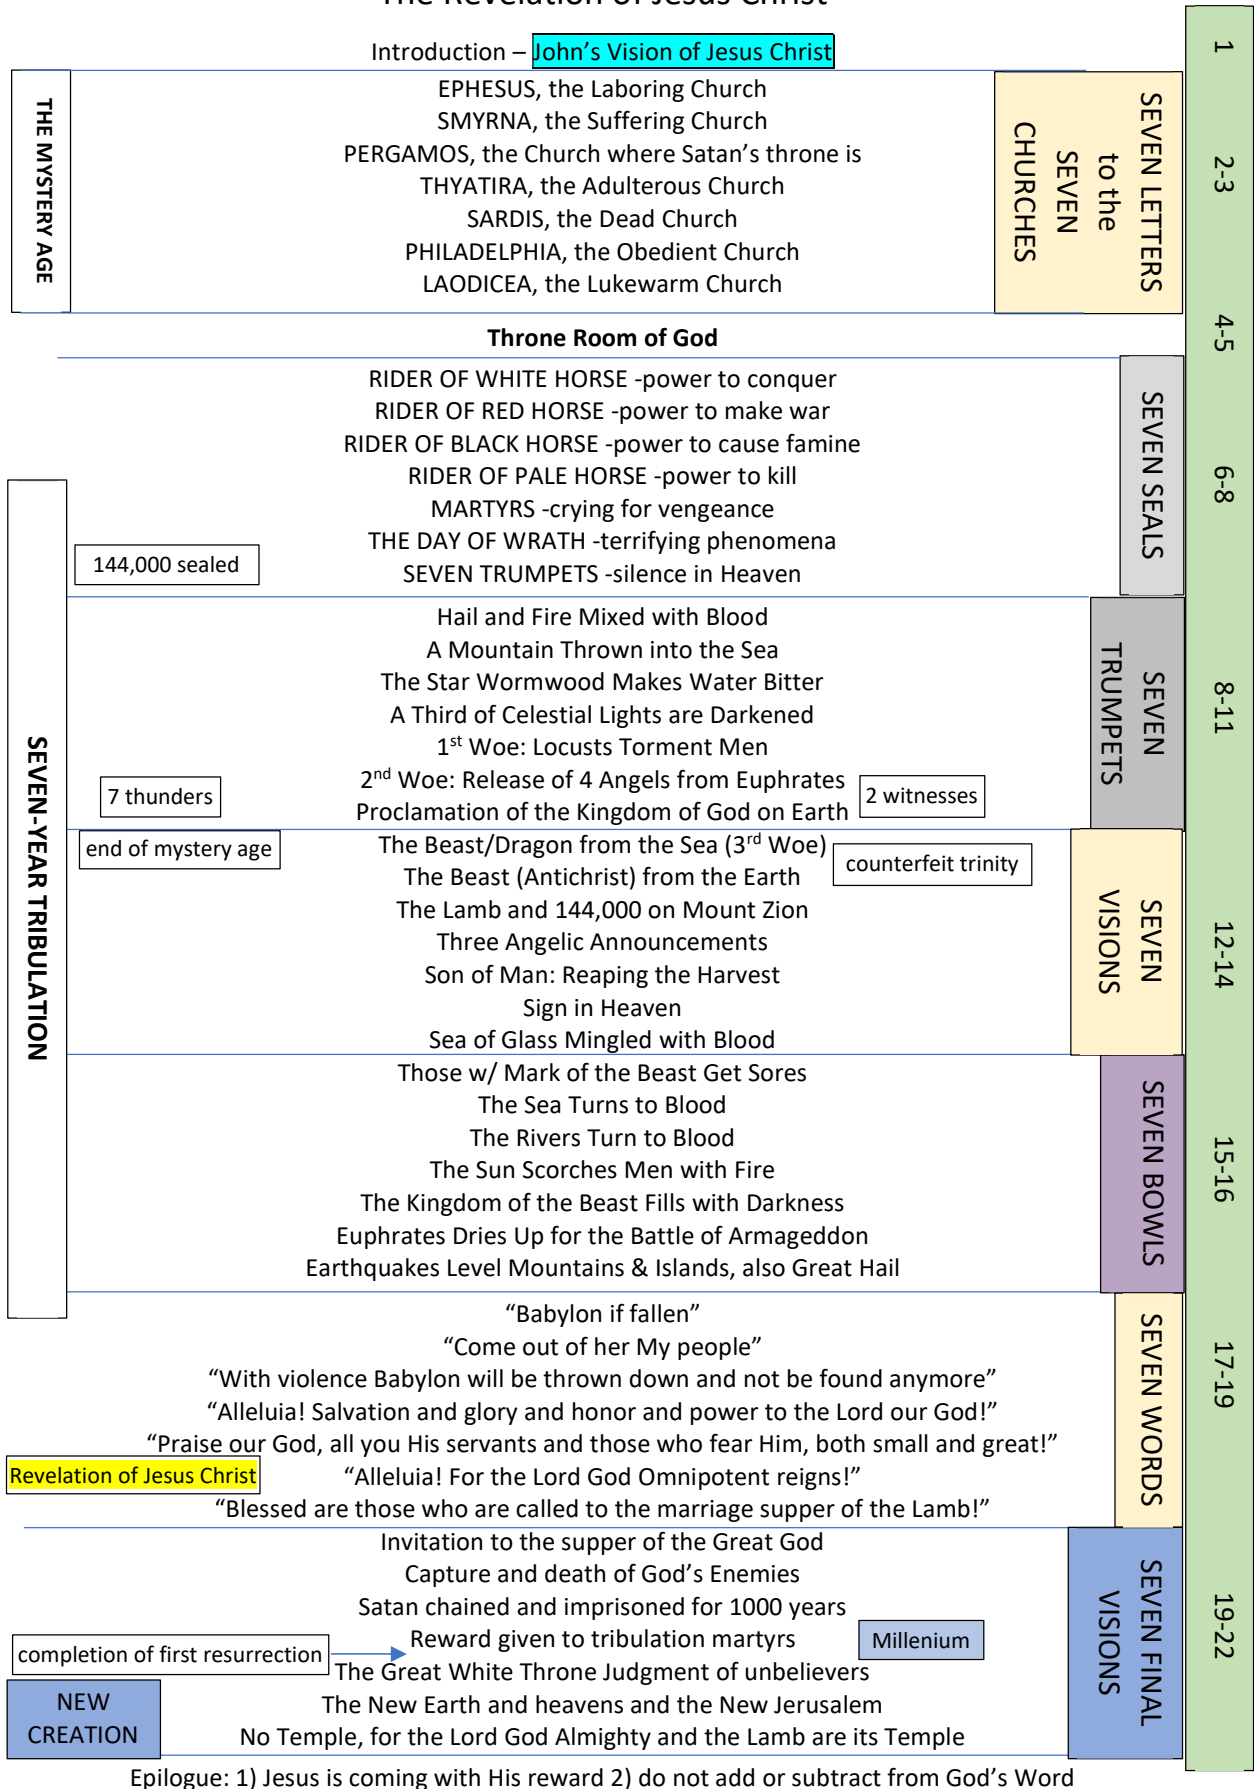 The Revelation of Jesus Christ
Introduction – John’s Vision of Jesus Christ
1
THE MYSTERY AGE
EPHESUS, the Laboring Church
SMYRNA, the Suffering Church
PERGAMOS, the Church where Satan’s throne is
THYATIRA, the Adulterous Church
SARDIS, the Dead Church
PHILADELPHIA, the Obedient Church
LAODICEA, the Lukewarm Church
SEVEN LETTERS
to the
SEVEN
CHURCHES
2-3
Throne Room of God
4-5
RIDER OF WHITE HORSE -power to conquer
RIDER OF RED HORSE -power to make war
RIDER OF BLACK HORSE -power to cause famine
RIDER OF PALE HORSE -power to kill
MARTYRS -crying for vengeance
THE DAY OF WRATH -terrifying phenomena
SEVEN TRUMPETS -silence in Heaven
144,000 sealed
SEVEN SEALS
6-8
SEVEN-YEAR TRIBULATION
Hail and Fire Mixed with Blood
A Mountain Thrown into the Sea
The Star Wormwood Makes Water Bitter
A Third of Celestial Lights are Darkened
1st Woe: Locusts Torment Men
2nd Woe: Release of 4 Angels from Euphrates
Proclamation of the Kingdom of God on Earth
7 thunders
2 witnesses
SEVEN
TRUMPETS
8-11
end of mystery age
The Beast/Dragon from the Sea (3rd Woe)
The Beast (Antichrist) from the Earth
The Lamb and 144,000 on Mount Zion
Three Angelic Announcements
Son of Man: Reaping the Harvest
Sign in Heaven
Sea of Glass Mingled with Blood
counterfeit trinity
SEVEN
VISIONS
12-14
Those w/ Mark of the Beast Get Sores
The Sea Turns to Blood
The Rivers Turn to Blood
The Sun Scorches Men with Fire
The Kingdom of the Beast Fills with Darkness
Euphrates Dries Up for the Battle of Armageddon
Earthquakes Level Mountains & Islands, also Great Hail
SEVEN BOWLS
15-16
“Babylon if fallen”
“Come out of her My people”
“With violence Babylon will be thrown down and not be found anymore”
“Alleluia! Salvation and glory and honor and power to the Lord our God!”
“Praise our God, all you His servants and those who fear Him, both small and great!”
Revelation of Jesus Christ
“Alleluia! For the Lord God Omnipotent reigns!”
“Blessed are those who are called to the marriage supper of the Lamb!”
SEVEN WORDS
17-19
Invitation to the supper of the Great God
Capture and death of God’s Enemies
Satan chained and imprisoned for 1000 years
Reward given to tribulation martyrs
Millenium
completion of first resurrection
The Great White Throne Judgment of unbelievers
The New Earth and heavens and the New Jerusalem
No Temple, for the Lord God Almighty and the Lamb are its Temple
NEW
CREATION
SEVEN FINAL
VISIONS
19-22
Epilogue: 1) Jesus is coming with His reward 2) do not add or subtract from God’s Word